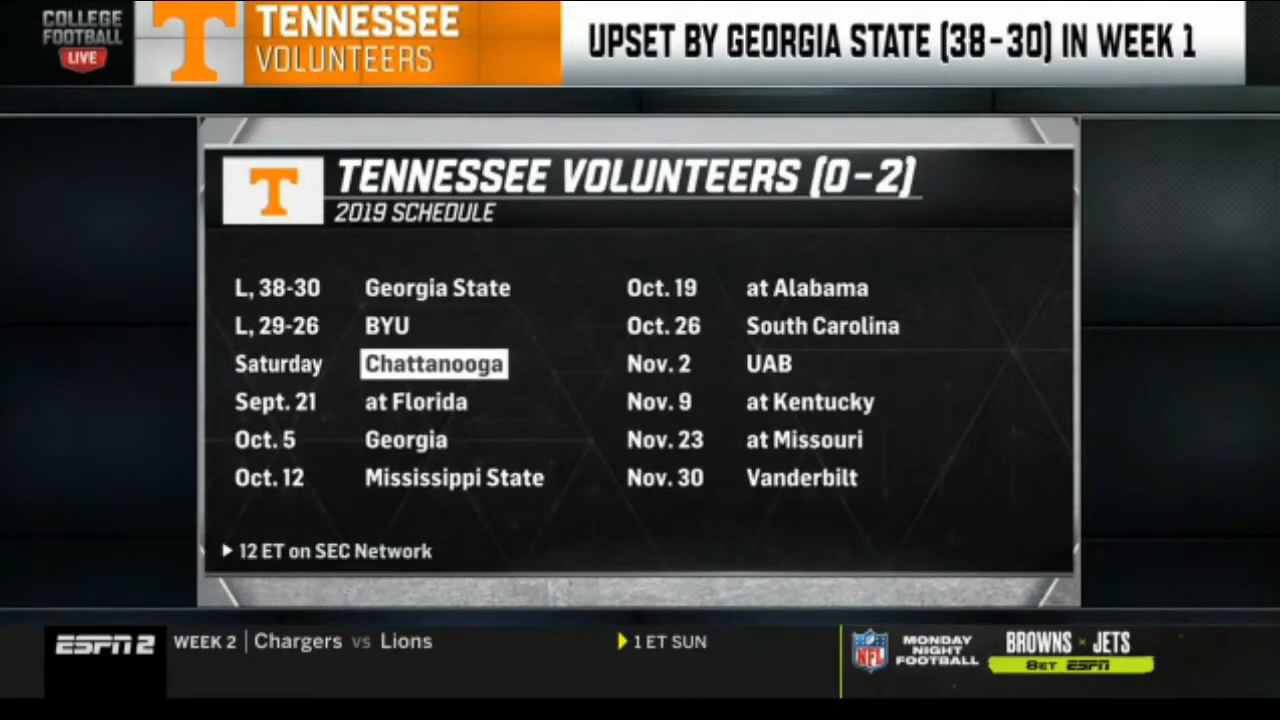 COLLEGE
FOOTBALL
LIVE
T
TENNESSEE
VOLUNTEERS
UPSET BY GEORGIA STATE (38-30) IN WEEK 1
T
TENNESSEE VOLUNTEERS (0-2)
2019 SCHEDULE
L, 38-30 Georgia State
L, 29-26 BYU
Saturday Chattanooga
Sept. 21 at Florida
Oct. 5 Georgia
Oct. 12 Mississippi State
Oct. 19 at Alabama
Oct. 26 South Carolina
Nov. 2 UAB
Nov. 9 at Kentucky
Nov. 23 at Missouri
Nov. 30 Vanderbilt
12 ET on SEC Network
ESPN 2
WEEK 2 | Chargers vs Lions
1 ET SUN
NFL
MONDAY
NIGHT
FOOTBALL
BROWNS × JETS
8ET ESPN